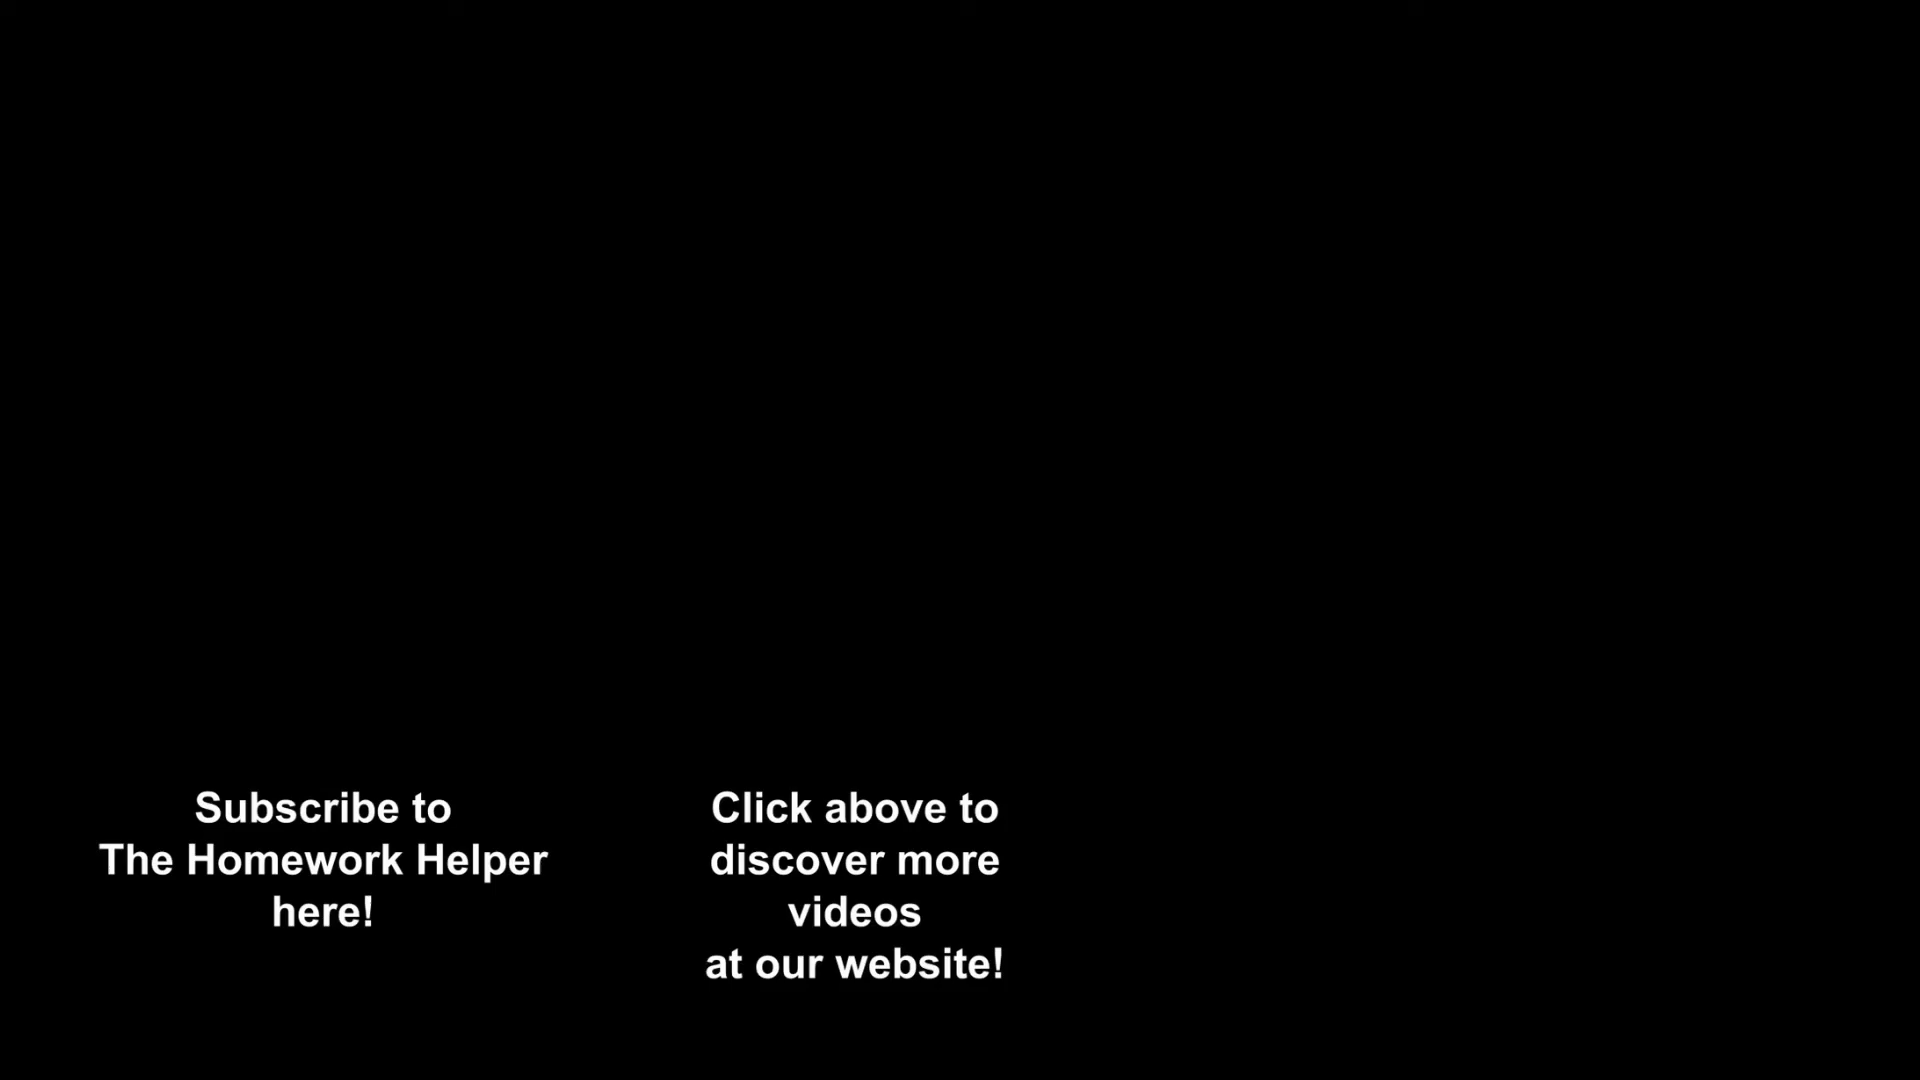 Subscribe to
The Homework Helper
here!
Click above to
discover more
videos
at our website!